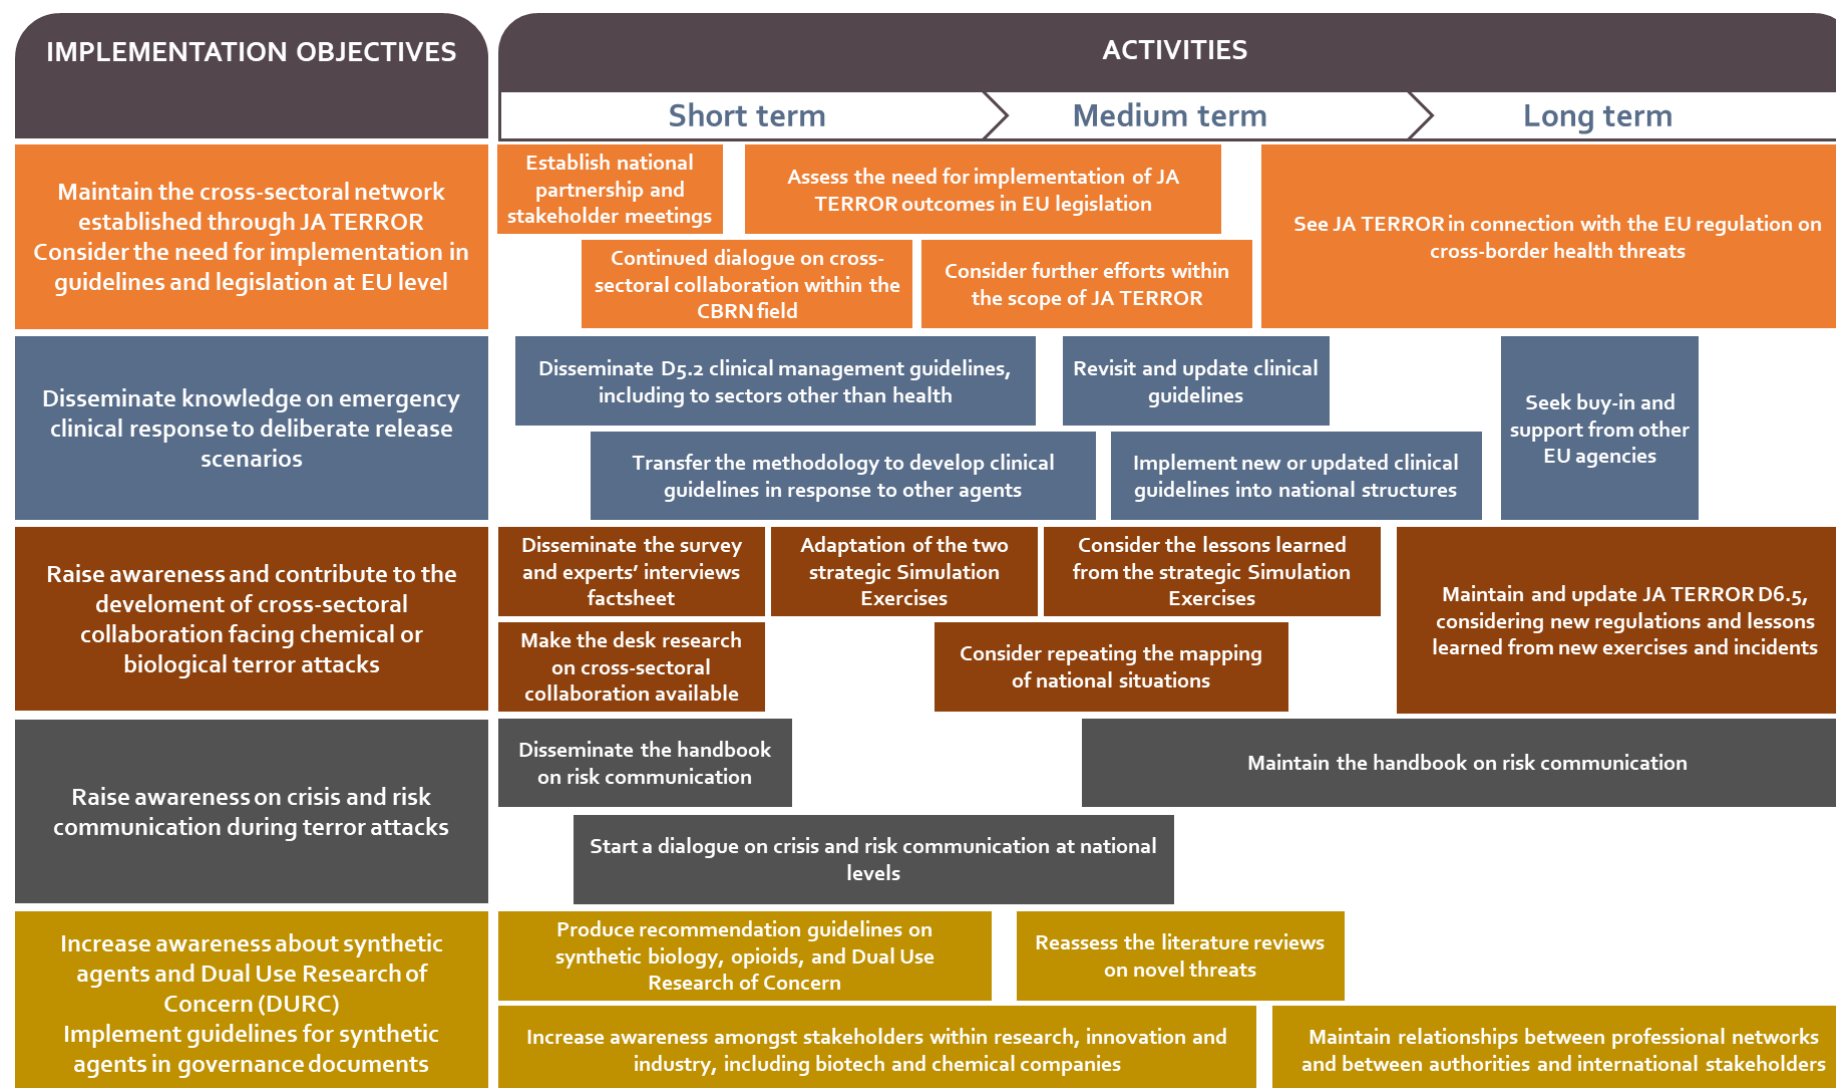 IMPLEMENTATION OBJECTIVES
ACTIVITIES
Short term
Medium term
Long term
Maintain the cross-sectoral network
established through JA TERROR
Consider the need for implementation in
guidelines and legislation at EU level
Establish national
partnership and
stakeholder meetings
Assess the need for implementation of JA
TERROR outcomes in EU legislation
Continued dialogue on cross-
sectoral collaboration within the
CBRN field
Consider further efforts within
the scope of JA TERROR
See JA TERROR in connection with the EU regulation on
cross-border health threats
Disseminate knowledge on emergency
clinical response to deliberate release
scenarios
Disseminate D5.2 clinical management guidelines,
including to sectors other than health
Revisit and update clinical
guidelines
Transfer the methodology to develop clinical
guidelines in response to other agents
Implement new or updated clinical
guidelines into national structures
Seek buy-in and
support from other
EU agencies
Raise awareness and contribute to the
develoment of cross-sectoral
collaboration facing chemical or
biological terror attacks
Disseminate the survey
and experts’ interviews
factsheet
Adaptation of the two
strategic Simulation
Exercises
Consider the lessons learned
from the strategic Simulation
Exercises
Make the desk research
on cross-sectoral
collaboration available
Consider repeating the mapping
of national situations
Maintain and update JA TERROR D6.5,
considering new regulations and lessons
learned from new exercises and incidents
Raise awareness on crisis and risk
communication during terror attacks
Disseminate the handbook
on risk communication
Maintain the handbook on risk communication
Start a dialogue on crisis and risk communication at national
levels
Increase awareness about synthetic
agents and Dual Use Research of
Concern (DURC)
Implement guidelines for synthetic
agents in governance documents
Produce recommendation guidelines on
synthetic biology, opioids, and Dual Use
Research of Concern
Reassess the literature reviews
on novel threats
Increase awareness amongst stakeholders within research, innovation and
industry, including biotech and chemical companies
Maintain relationships between professional networks
and between authorities and international stakeholders